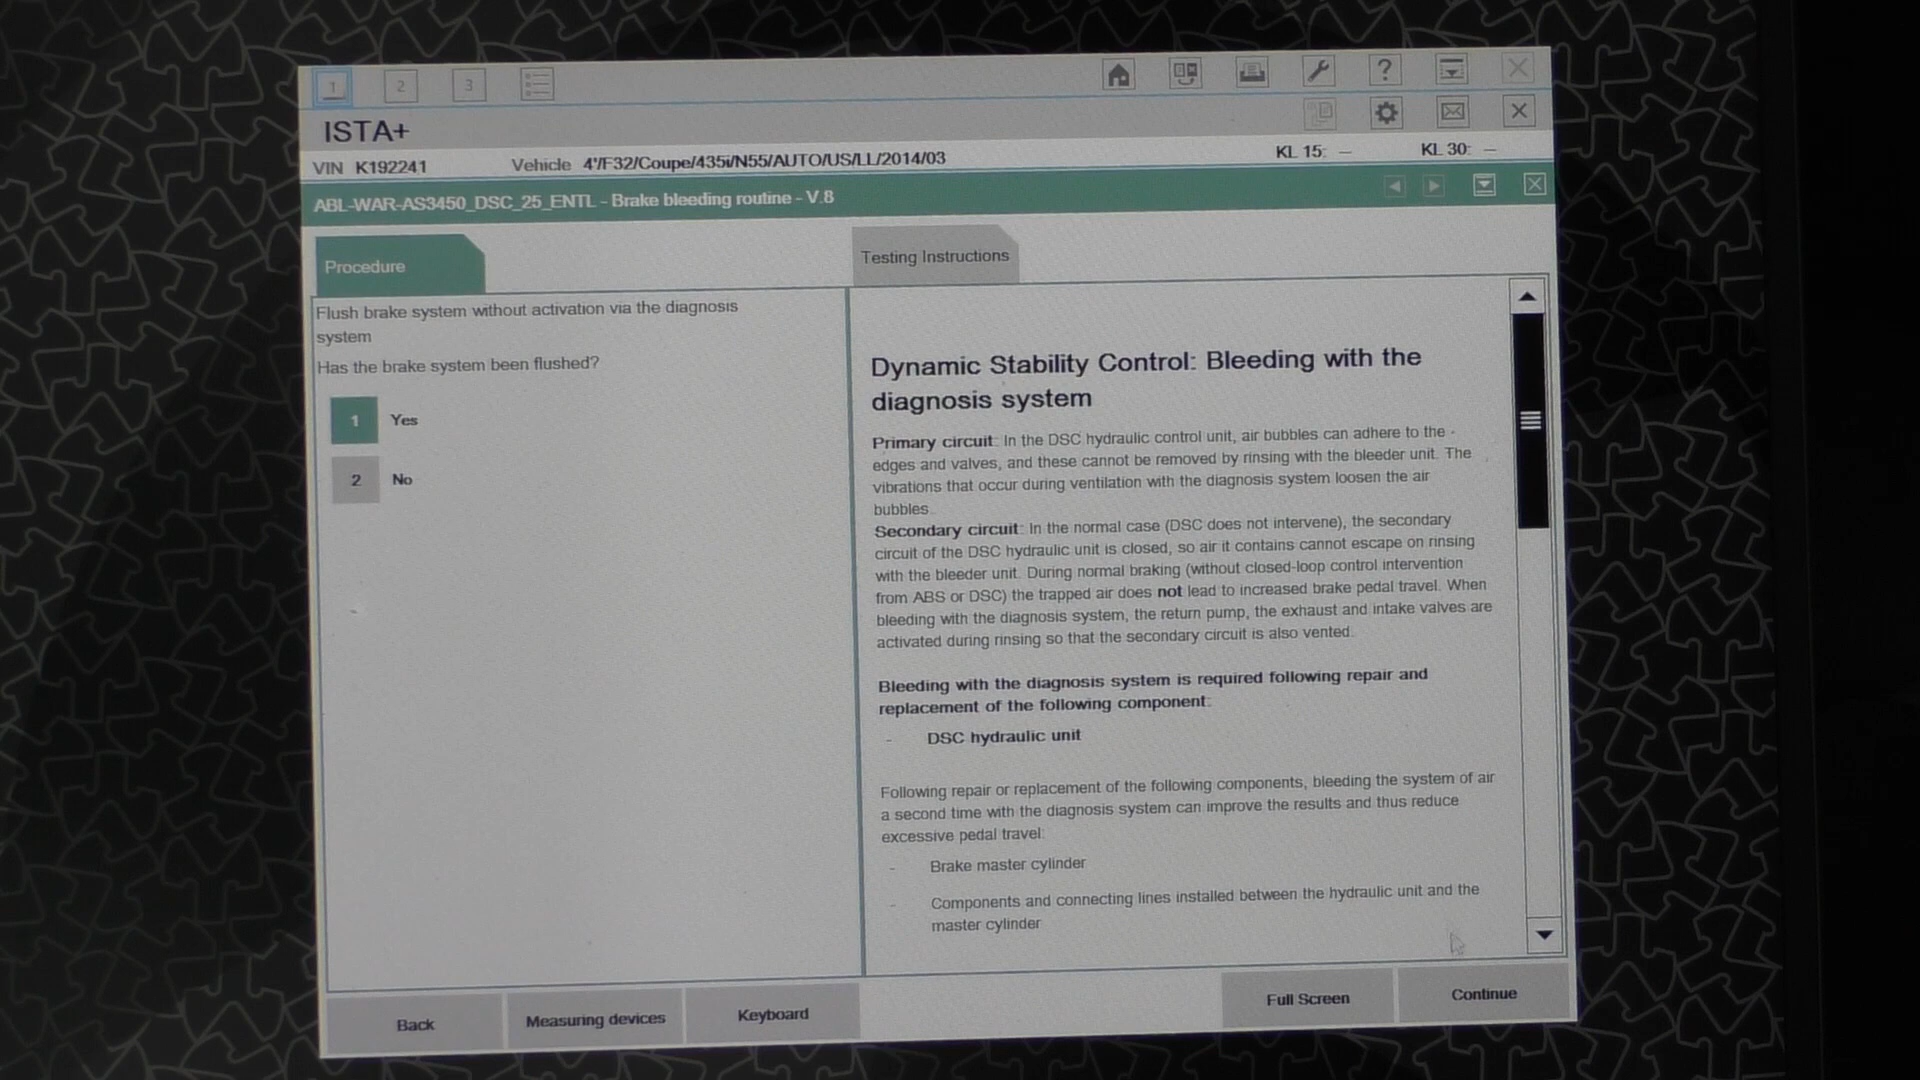 1
2
3
?
ISTA+
VIN K192241 Vehicle 4'/F32/Coupe/435i/N55/AUTO/US/LL/2014/03 KL 15: – KL 30: –
ABL-WAR-AS3450_DSC_25_ENTL - Brake bleeding routine - V.8
Procedure
Testing Instructions
Flush brake system without activation via the diagnosis
system
Has the brake system been flushed?
1 Yes
2 No
Dynamic Stability Control: Bleeding with the
diagnosis system
Primary circuit: In the DSC hydraulic control unit, air bubbles can adhere to the
edges and valves, and these cannot be removed by rinsing with the bleeder unit. The
vibrations that occur during ventilation with the diagnosis system loosen the air
bubbles.
Secondary circuit: In the normal case (DSC does not intervene), the secondary
circuit of the DSC hydraulic unit is closed, so air it contains cannot escape on rinsing
with the bleeder unit. During normal braking (without closed-loop control intervention
from ABS or DSC) the trapped air does not lead to increased brake pedal travel. When
bleeding with the diagnosis system, the return pump, the exhaust and intake valves are
activated during rinsing so that the secondary circuit is also vented.
Bleeding with the diagnosis system is required following repair and
replacement of the following component:
- DSC hydraulic unit
Following repair or replacement of the following components, bleeding the system of air
a second time with the diagnosis system can improve the results and thus reduce
excessive pedal travel:
- Brake master cylinder
- Components and connecting lines installed between the hydraulic unit and the
master cylinder
Back
Measuring devices
Keyboard
Full Screen
Continue